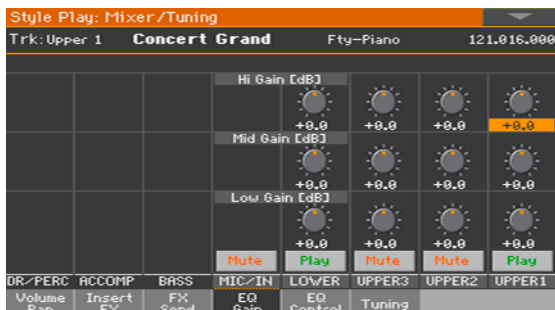 Style Play: Mixer/Tuning
Trk:Upper 1 Concert Grand Fty-Piano 121.016.000
Hi Gain [dB]
+0.0 +0.0 +0.0 +0.0
Mid Gain [dB]
+0.0 +0.0 +0.0 +0.0
Low Gain [dB]
+0.0 +0.0 +0.0 +0.0
Mute Play Mute Mute Play
DR/PERC ACCOMP BASS MIC/IN LOWER UPPER3 UPPER2 UPPER1
Volume Insert FX EQ EQ Tuning
Pan FX Send Gain Control